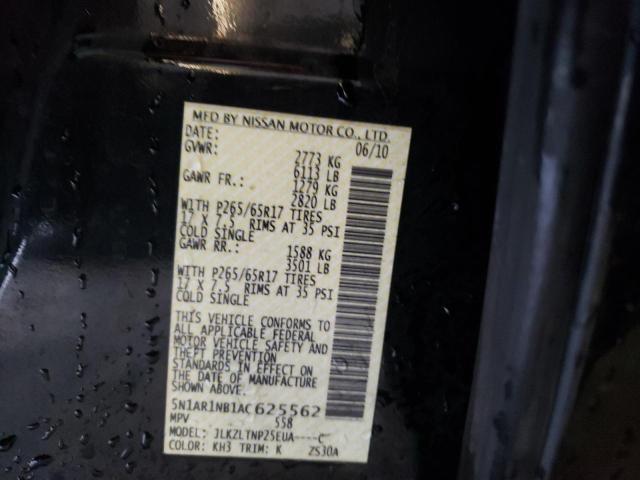 MFD BY NISSAN MOTOR CO., LTD.
DATE: 06/10
GVWR: 2773 KG
6113 LB
GAWR FR.: 1279 KG
2820 LB
WITH P265/65R17 TIRES
17 X 7.5 RIMS AT 35 PSI
COLD SINGLE
GAWR RR.: 1588 KG
3501 LB
WITH P265/65R17 TIRES
17 X 7.5 RIMS AT 35 PSI
COLD SINGLE
THIS VEHICLE CONFORMS TO
ALL APPLICABLE FEDERAL
MOTOR VEHICLE SAFETY AND
THEFT PREVENTION
STANDARDS IN EFFECT ON
THE DATE OF MANUFACTURE
SHOWN ABOVE.
5N1AR1NB1AC625562
MPV 558
MODEL: JLKZLTNP25EUA----C
COLOR: KH3 TRIM: K ZS30A